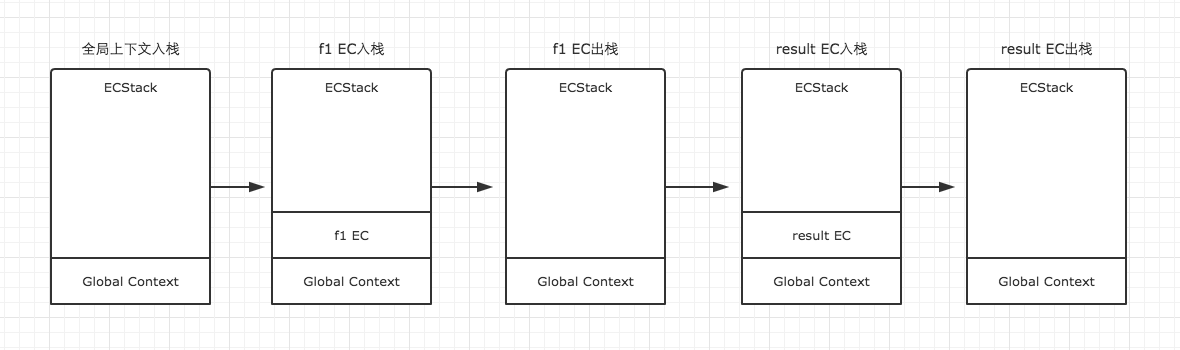 全局上下文入栈
f1 EC入栈
f1 EC出栈
result EC入栈
result EC出栈
ECStack
ECStack
ECStack
ECStack
ECStack
f1 EC
result EC
Global Context
Global Context
Global Context
Global Context
Global Context